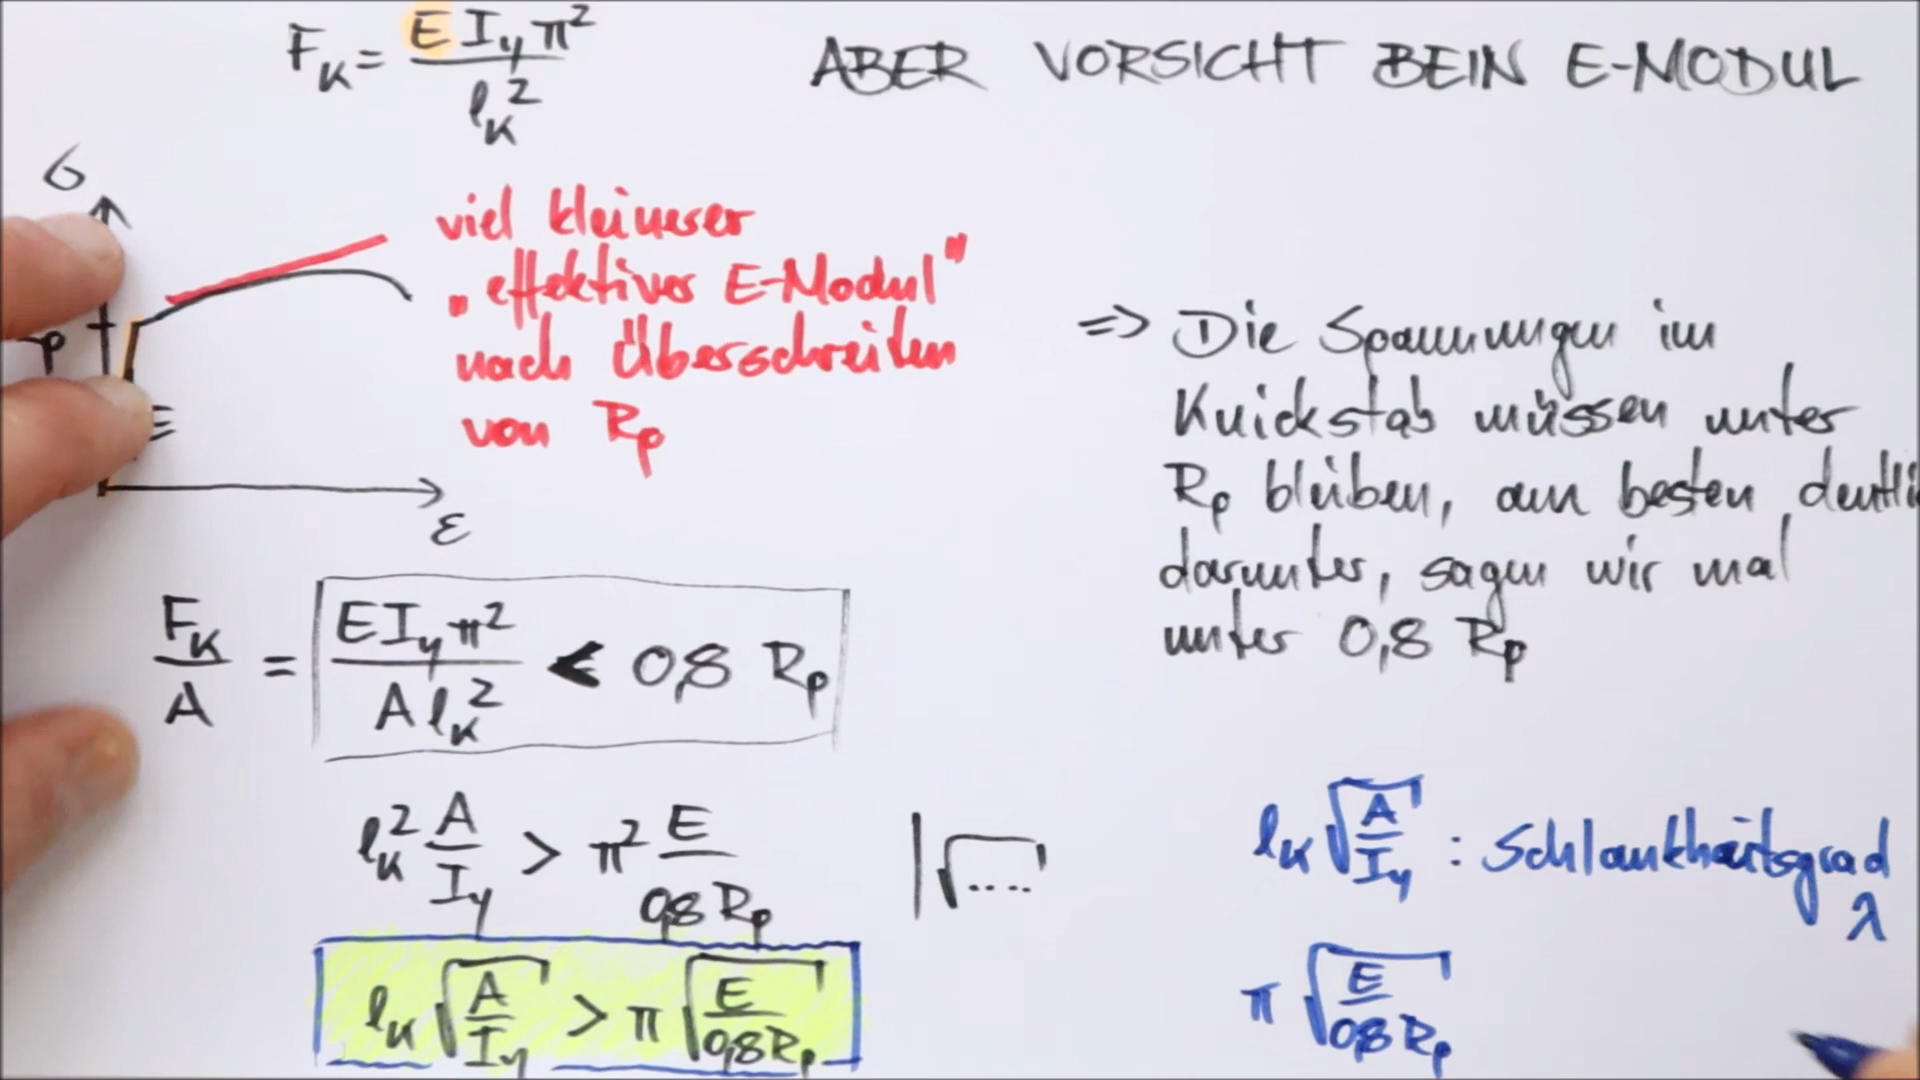 F_K = E I_y π² / l_K²
ABER VORSICHT BEIN E-MODUL
σ
viel kleineser
„effektives E-Modul"
nach Überschreiten
von R_p
p
E
ε
=> Die Spannungen im
Knickstab müssen unter
R_p bleiben, am besten deutli
darunter, sagen wir mal
unter 0,8 R_p
F_K / A = E I_y π² / A l_K² < 0,8 R_p
l_K² A / I_y > π² E / 0,8 R_p | √....
l_K √(A / I_y) > π √(E / 0,8 R_p)
l_K √(A / I_y) : Schlankheitsgrad
λ
π √(E / 0,8 R_p)